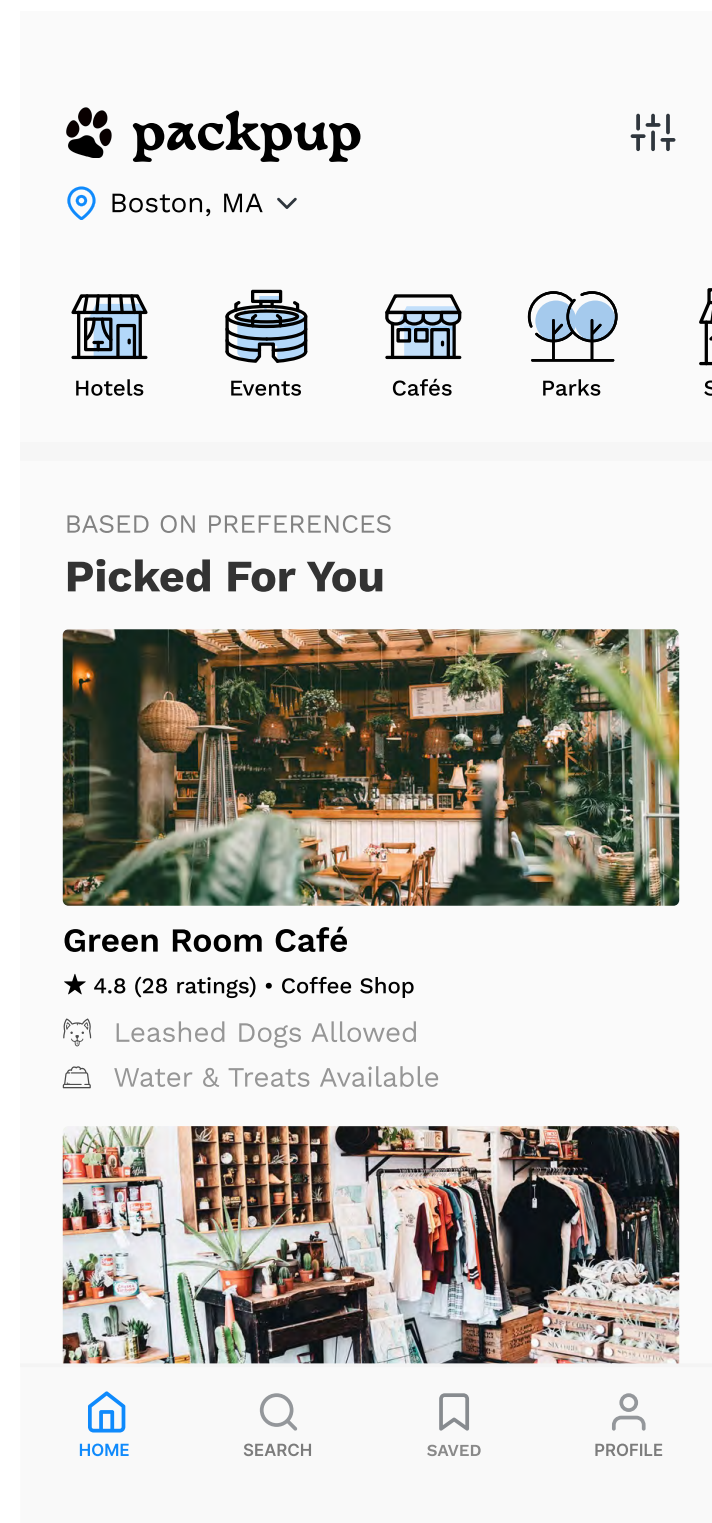 packpup
Boston, MA
Hotels
Events
Cafés
Parks
S
BASED ON PREFERENCES
Picked For You
Green Room Café
★ 4.8 (28 ratings) • Coffee Shop
Leashed Dogs Allowed
Water & Treats Available
HOME
SEARCH
SAVED
PROFILE